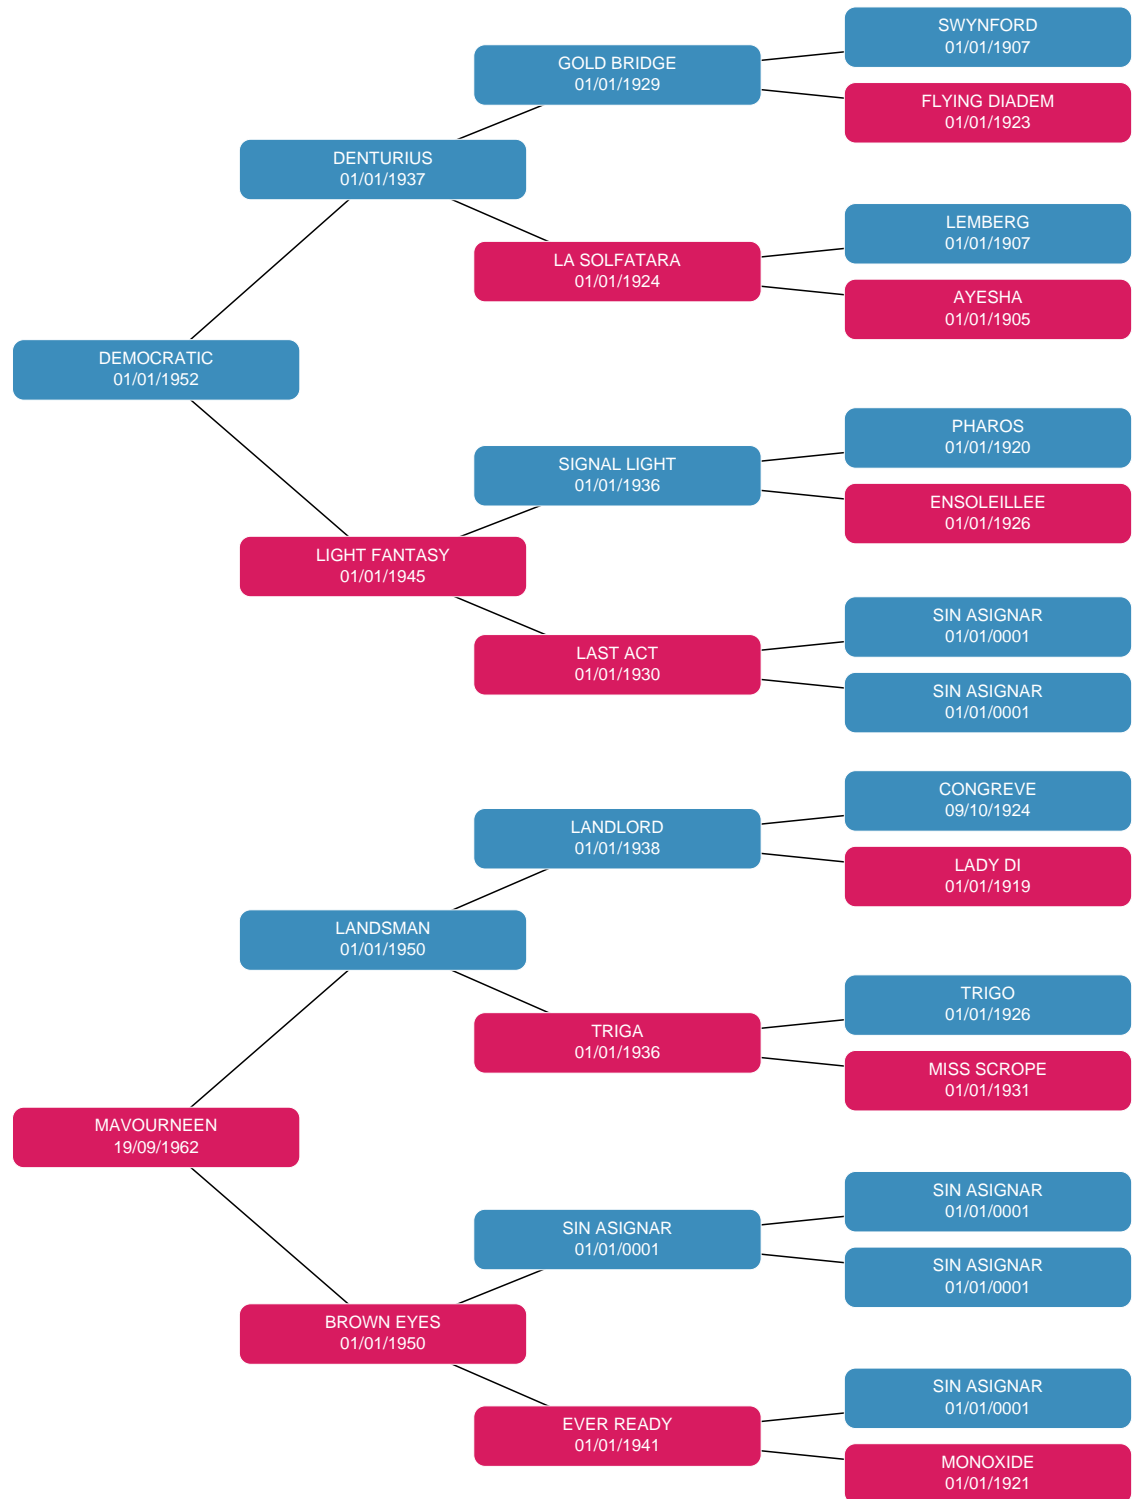 SWYNFORD
01/01/1907
GOLD BRIDGE
01/01/1929
FLYING DIADEM
01/01/1923
DENTURIUS
01/01/1937
LEMBERG
01/01/1907
LA SOLFATARA
01/01/1924
AYESHA
01/01/1905
DEMOCRATIC
01/01/1952
PHAROS
01/01/1920
SIGNAL LIGHT
01/01/1936
ENSOLEILLEE
01/01/1926
LIGHT FANTASY
01/01/1945
SIN ASIGNAR
01/01/0001
LAST ACT
01/01/1930
SIN ASIGNAR
01/01/0001
CONGREVE
09/10/1924
LANDLORD
01/01/1938
LADY DI
01/01/1919
LANDSMAN
01/01/1950
TRIGO
01/01/1926
TRIGA
01/01/1936
MISS SCROPE
01/01/1931
MAVOURNEEN
19/09/1962
SIN ASIGNAR
01/01/0001
SIN ASIGNAR
01/01/0001
SIN ASIGNAR
01/01/0001
BROWN EYES
01/01/1950
SIN ASIGNAR
01/01/0001
EVER READY
01/01/1941
MONOXIDE
01/01/1921